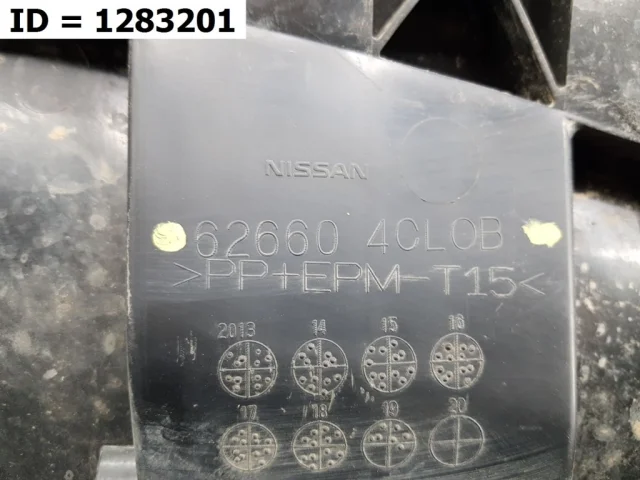 ID = 1283201
NISSAN
62660 4CL0B
>PP+EPM-T15<
2013 14 15 16
17 18 19 20